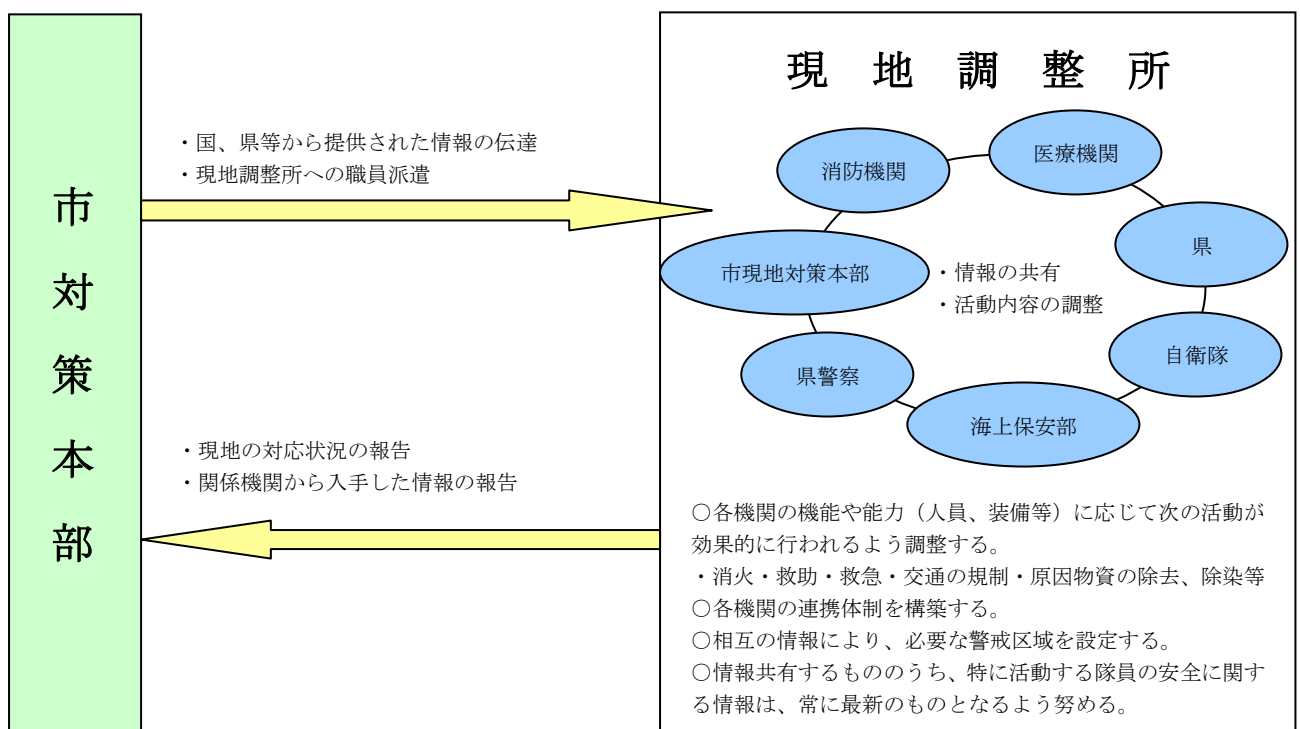 市対策本部
・国、県等から提供された情報の伝達
・現地調整所への職員派遣
・現地の対応状況の報告
・関係機関から入手した情報の報告
現地調整所
消防機関
医療機関
市現地対策本部
県
・情報の共有
・活動内容の調整
県警察
自衛隊
海上保安部
○各機関の機能や能力（人員、装備等）に応じて次の活動が
効果的に行われるよう調整する。
・消火・救助・救急・交通の規制・原因物資の除去、除染等
○各機関の連携体制を構築する。
○相互の情報により、必要な警戒区域を設定する。
○情報共有するもののうち、特に活動する隊員の安全に関す
る情報は、常に最新のものとなるよう努める。